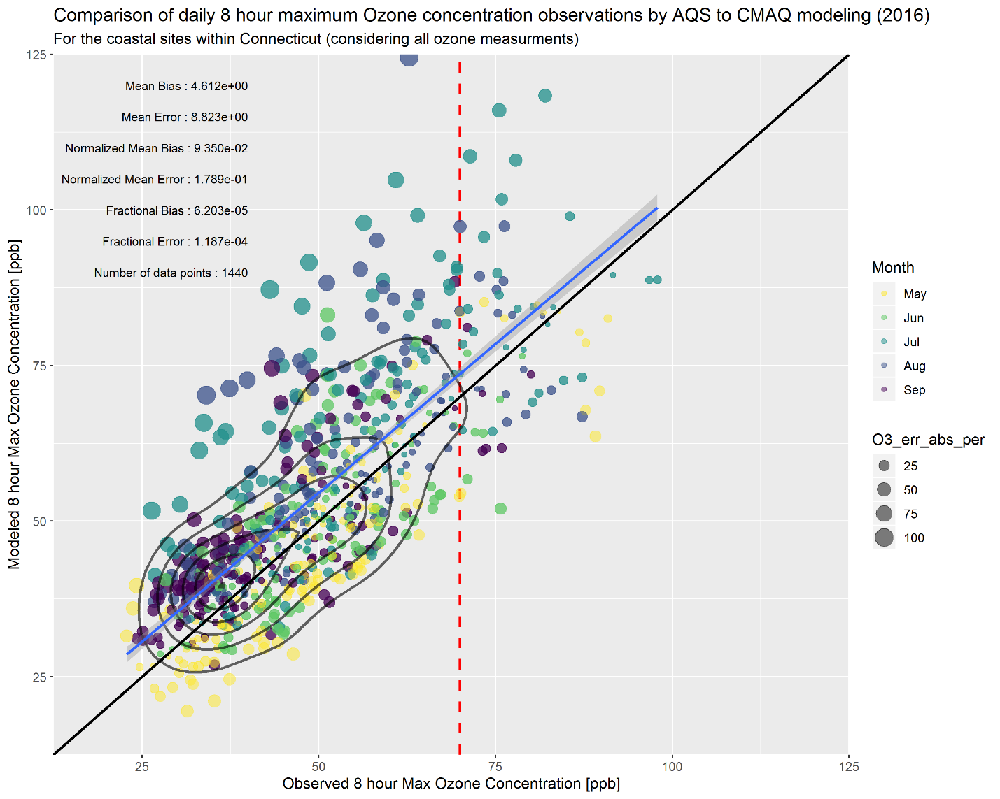 Comparison of daily 8 hour maximum Ozone concentration observations by AQS to CMAQ modeling (2016)
For the coastal sites within Connecticut (considering all ozone measurments)
Mean Bias : 4.612e+00
Mean Error : 8.823e+00
Normalized Mean Bias : 9.350e-02
Normalized Mean Error : 1.789e-01
Fractional Bias : 6.203e-05
Fractional Error : 1.187e-04
Number of data points : 1440
Modeled 8 hour Max Ozone Concentration [ppb]
125
100
75
50
25
25
50
75
100
125
Observed 8 hour Max Ozone Concentration [ppb]
Month
May
Jun
Jul
Aug
Sep
O3_err_abs_per
25
50
75
100